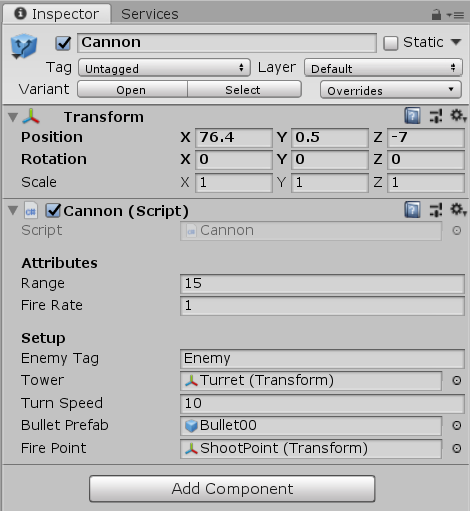 Inspector Services
Cannon Static
Tag Untagged Layer Default
Variant Open Select Overrides
Transform
Position X 76.4 Y 0.5 Z -7
Rotation X 0 Y 0 Z 0
Scale X 1 Y 1 Z 1
Cannon (Script)
Script Cannon
Attributes
Range 15
Fire Rate 1
Setup
Enemy Tag Enemy
Tower Turret (Transform)
Turn Speed 10
Bullet Prefab Bullet00
Fire Point ShootPoint (Transform)
Add Component